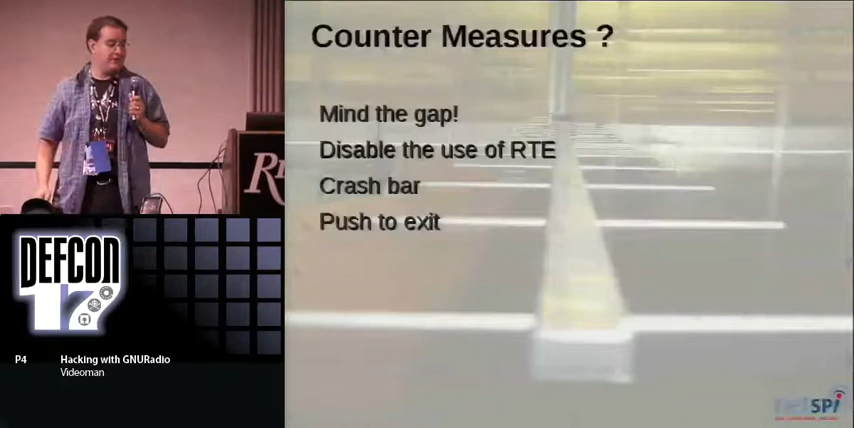 Counter Measures ?
Mind the gap!
Disable the use of RTE
Crash bar
Push to exit
DEFCON
17
P4 Hacking with GNURadio
Videoman
netSPi